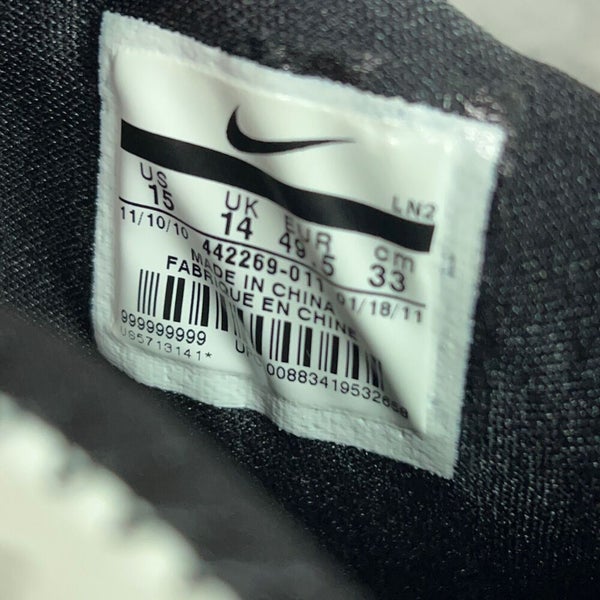 LN2
US UK EUR cm
15 14 49.5 33
11/10/10 442269-011 01/18/11
MADE IN CHINA
FABRIQUE EN CHINE
999999999
US5713141*